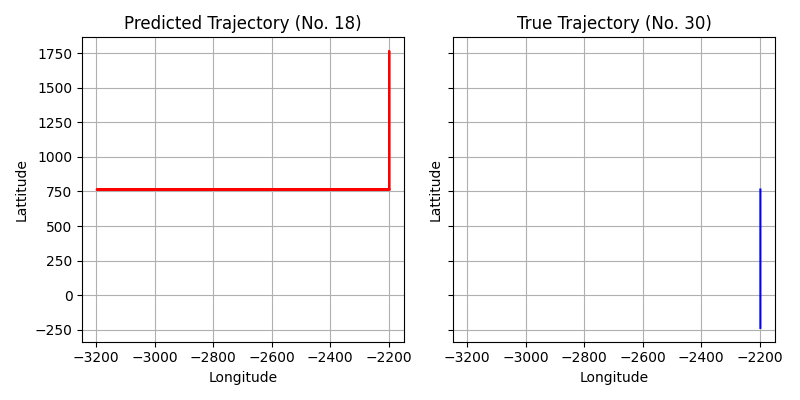 Predicted Trajectory (No. 18)
True Trajectory (No. 30)
Lattitude
1750
1500
1250
1000
750
500
250
0
−250
−3200 −3000 −2800 −2600 −2400 −2200
Longitude
Lattitude
−3200 −3000 −2800 −2600 −2400 −2200
Longitude